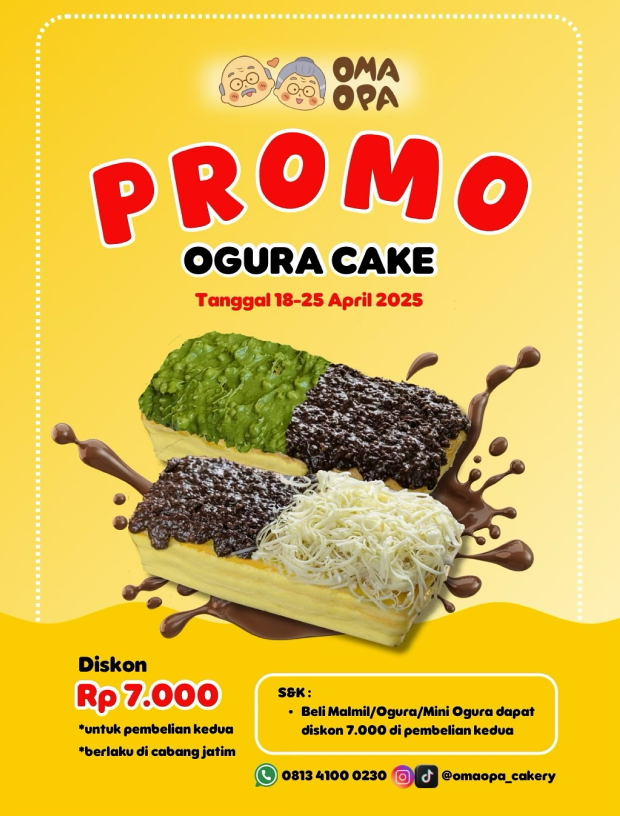 OMA
OPA
PROMO
OGURA CAKE
Tanggal 18-25 April 2025
Diskon
Rp 7.000
*untuk pembelian kedua
*berlaku di cabang jatim
S&K :
• Beli Malmil/Ogura/Mini Ogura dapat
diskon 7.000 di pembelian kedua
0813 4100 0230 @omaopa_cakery